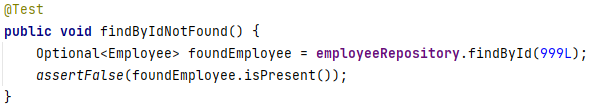 @Test
public void findByIdNotFound() {
    Optional<Employee> foundEmployee = employeeRepository.findById(999L);
    assertFalse(foundEmployee.isPresent());
}